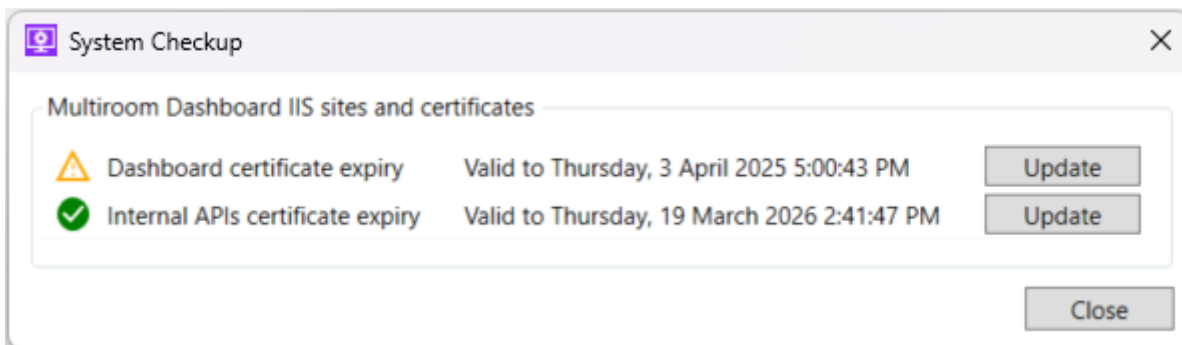 System Checkup
Multiroom Dashboard IIS sites and certificates
Dashboard certificate expiry Valid to Thursday, 3 April 2025 5:00:43 PM Update
Internal APIs certificate expiry Valid to Thursday, 19 March 2026 2:41:47 PM Update
Close